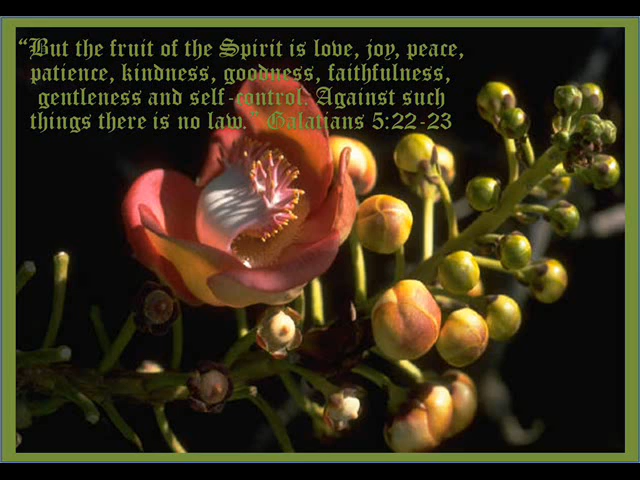 “But the fruit of the Spirit is love, joy, peace,
patience, kindness, goodness, faithfulness,
gentleness and self-control. Against such
things there is no law.” Galatians 5:22-23